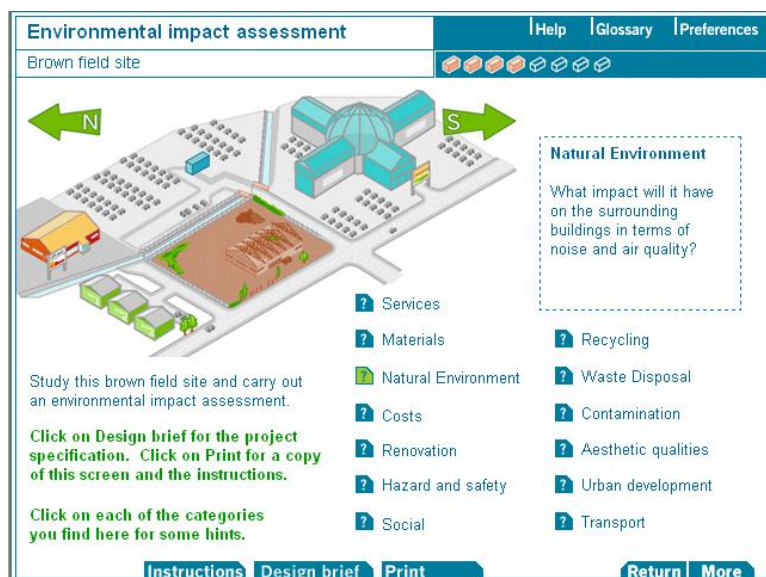 Environmental impact assessment
Help
Glossary
Preferences
Brown field site
N
S
Natural Environment
What impact will it have
on the surrounding
buildings in terms of
noise and air quality?
? Services
? Materials
? Natural Environment
? Costs
? Renovation
? Hazard and safety
? Social
? Recycling
? Waste Disposal
? Contamination
? Aesthetic qualities
? Urban development
? Transport
Study this brown field site and carry out
an environmental impact assessment.
Click on Design brief for the project
specification. Click on Print for a copy
of this screen and the instructions.
Click on each of the categories
you find here for some hints.
Instructions
Design brief
Print
Return
More